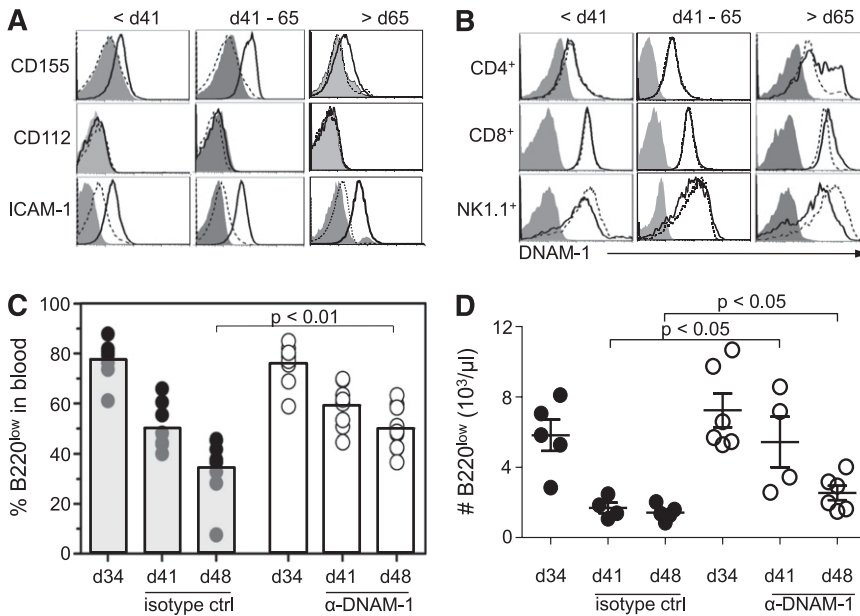 A
< d41
d41 - 65
> d65
CD155
CD112
ICAM-1
B
< d41
d41 - 65
> d65
CD4+
CD8+
NK1.1+
DNAM-1
C
% B220low in blood
100
80
60
40
20
0
p < 0.01
d34
d41
d48
d34
d41
d48
isotype ctrl
α-DNAM-1
D
# B220low (10³/µl)
12
8
4
0
p < 0.05
p < 0.05
d34
d41
d48
d34
d41
d48
isotype ctrl
α-DNAM-1